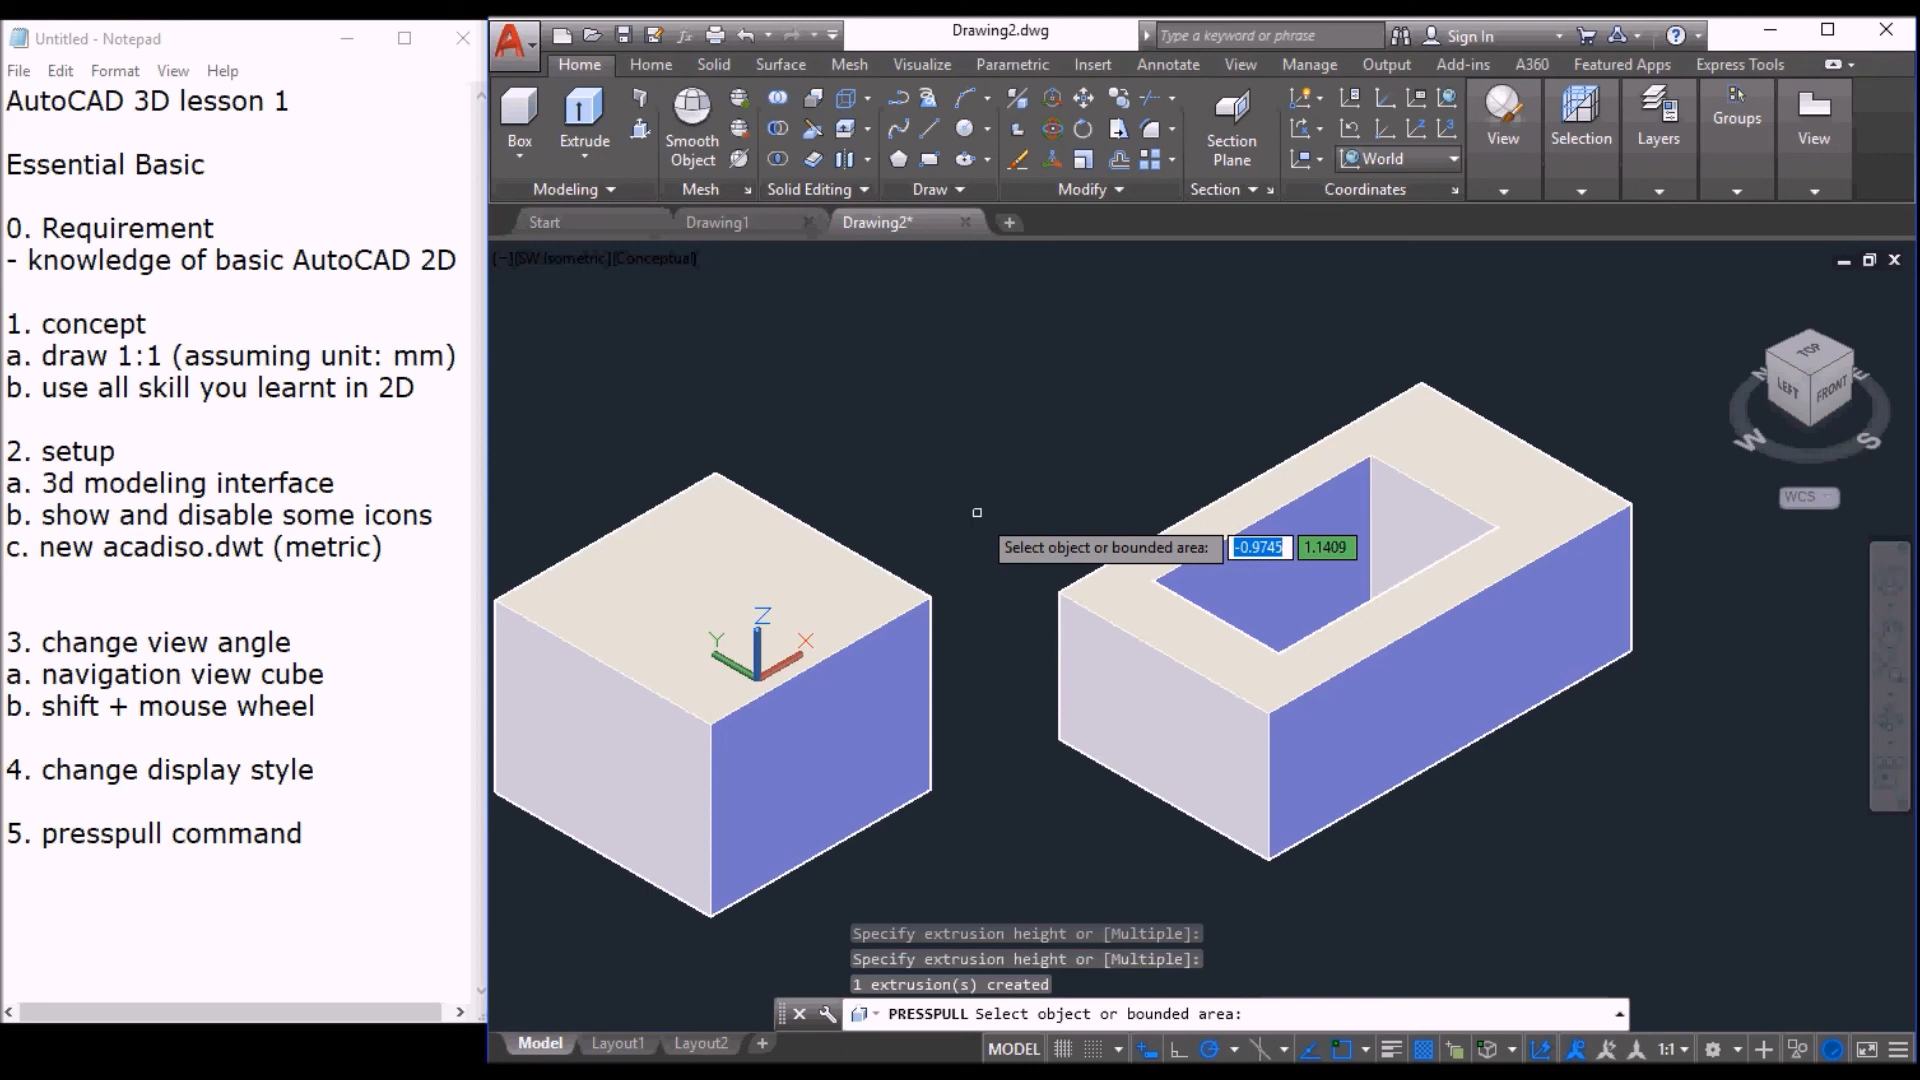 Untitled - Notepad
File Edit Format View Help
AutoCAD 3D lesson 1
Essential Basic
0. Requirement
- knowledge of basic AutoCAD 2D
1. concept
a. draw 1:1 (assuming unit: mm)
b. use all skill you learnt in 2D
2. setup
a. 3d modeling interface
b. show and disable some icons
c. new acadiso.dwt (metric)
3. change view angle
a. navigation view cube
b. shift + mouse wheel
4. change display style
5. presspull command
Drawing2.dwg
Type a keyword or phrase
Sign In
Home Home Solid Surface Mesh Visualize Parametric Insert Annotate View Manage Output Add-ins A360 Featured Apps Express Tools
Box Extrude Smooth Object Section Plane World View Selection Layers Groups View
Modeling Mesh Solid Editing Draw Modify Section Coordinates
Start Drawing1 Drawing2*
[−][SW Isometric][Conceptual]
TOP
LEFT FRONT
N E
W S
WCS
Select object or bounded area: -0.9745 1.1409
Z
Y X
Specify extrusion height or [Multiple]:
Specify extrusion height or [Multiple]:
1 extrusion(s) created
PRESSPULL Select object or bounded area:
Model Layout1 Layout2 +
MODEL 1:1